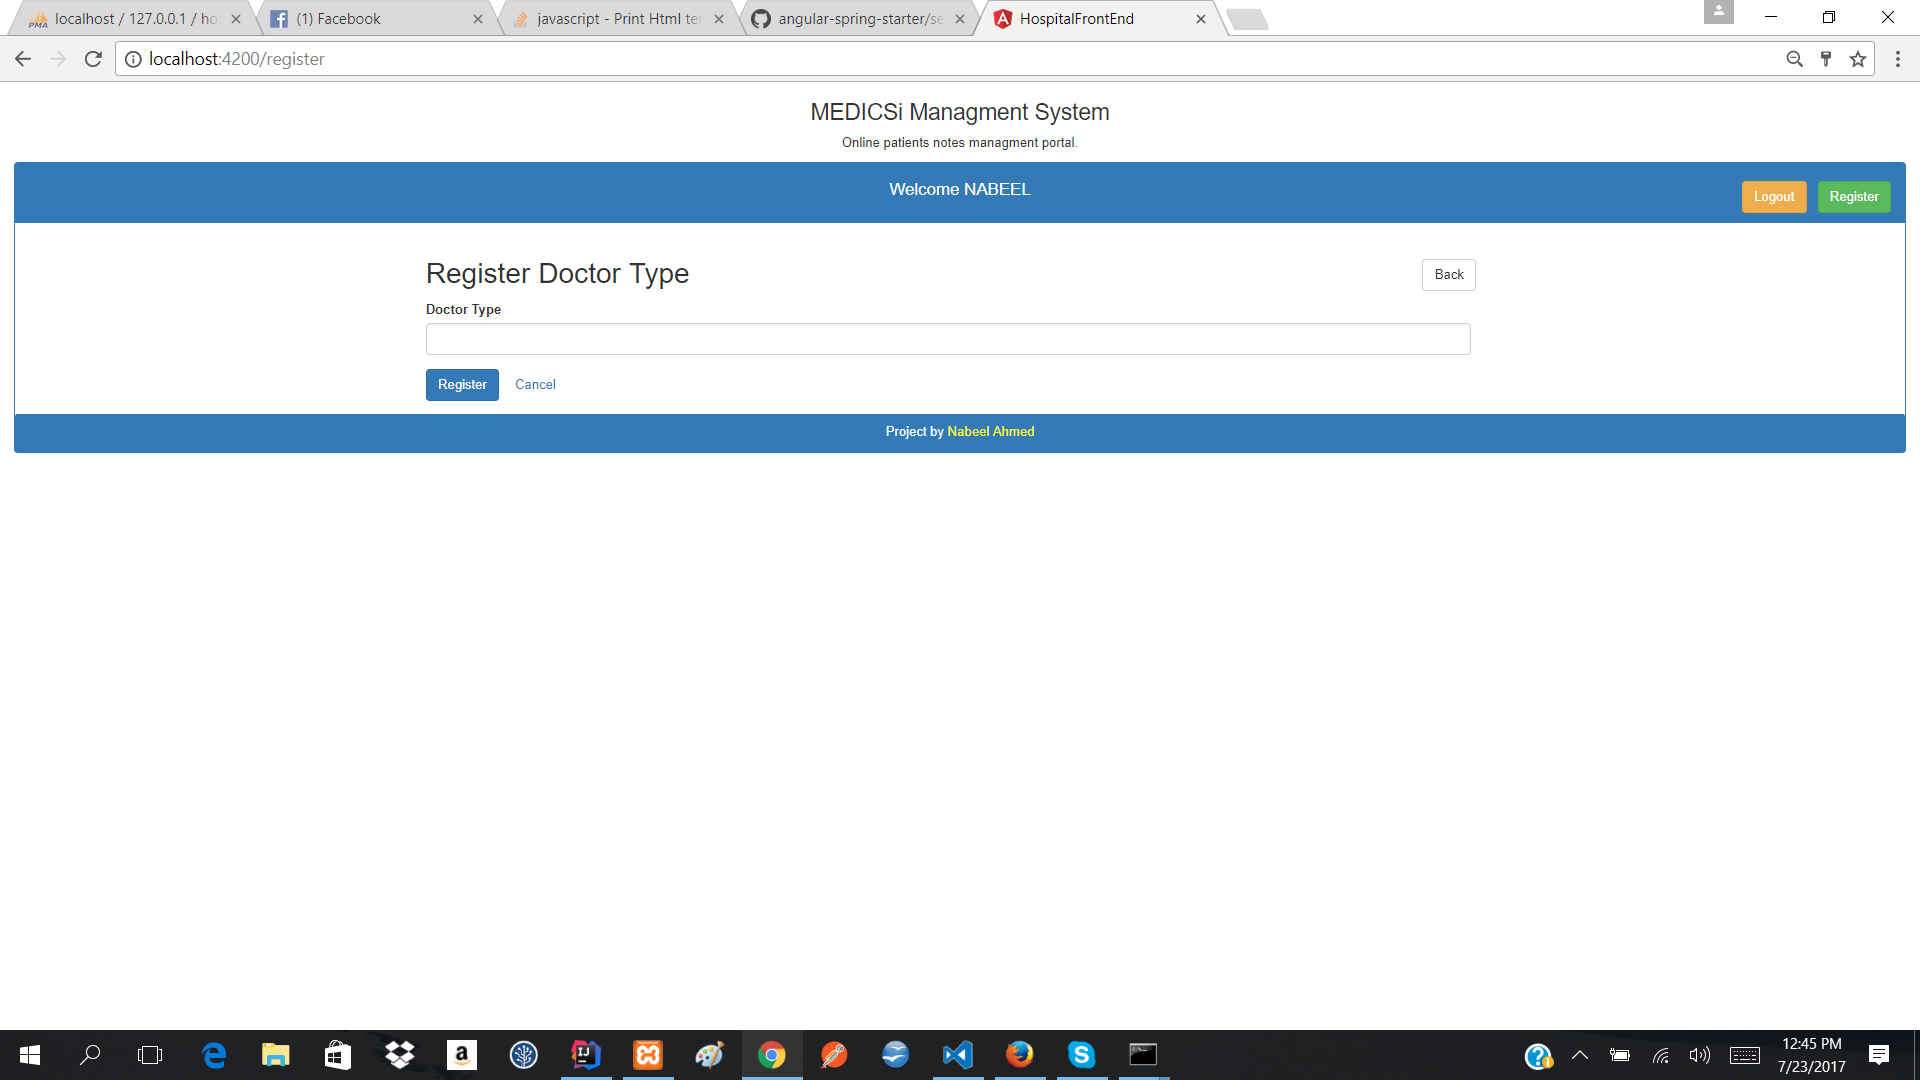 localhost / 127.0.0.1 / hos
(1) Facebook
javascript - Print Html ter
angular-spring-starter/se
HospitalFrontEnd
localhost:4200/register
MEDICSi Managment System
Online patients notes managment portal.
Welcome NABEEL
Logout
Register
Register Doctor Type
Back
Doctor Type
Register
Cancel
Project by Nabeel Ahmed
12:45 PM
7/23/2017